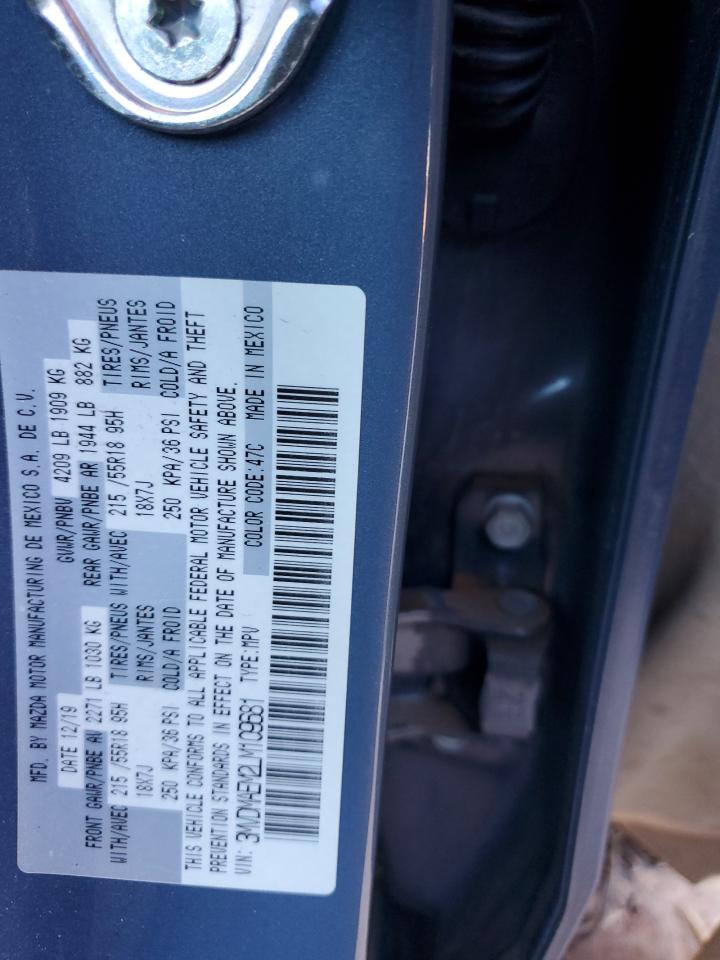 MFD. BY MAZDA MOTOR MANUFACTURING DE MEXICO S.A. DE C.V.
DATE 12/19 GVWR/PNBV 4209 LB 1909 KG
FRONT GAWR/PNBE AV 2271 LB 1030 KG REAR GAWR/PNBE AR 1944 LB 882 KG
WITH/AVEC 215 /55R18 95H TIRES/PNEUS WITH/AVEC 215 /55R18 95H TIRES/PNEUS
18X7J RIMS/JANTES 18X7J RIMS/JANTES
250 KPA/36 PSI COLD/A FROID 250 KPA/36 PSI COLD/A FROID
THIS VEHICLE CONFORMS TO ALL APPLICABLE FEDERAL MOTOR VEHICLE SAFETY AND THEFT
PREVENTION STANDARDS IN EFFECT ON THE DATE OF MANUFACTURE SHOWN ABOVE.
VIN: 3MVDMAEM2LM109681 TYPE:MPV COLOR CODE:47C MADE IN MEXICO